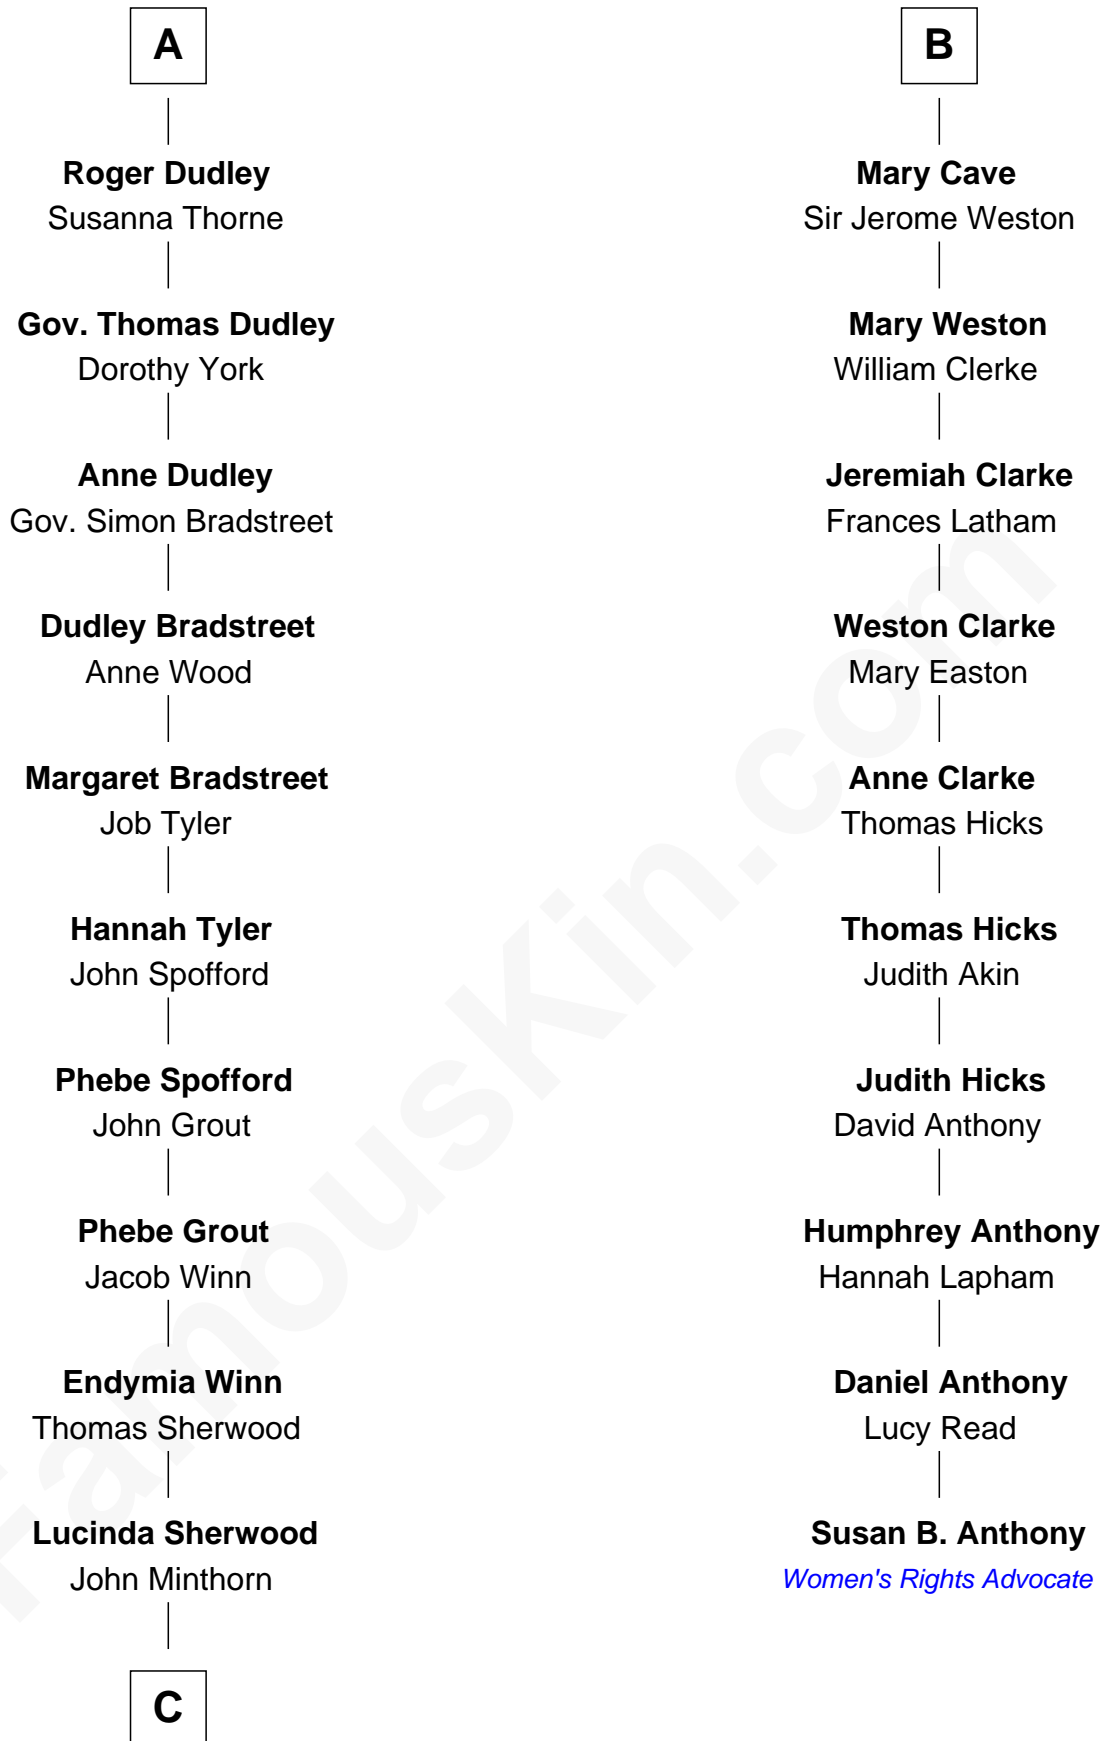 A
Roger Dudley
Susanna Thorne
Gov. Thomas Dudley
Dorothy York
Anne Dudley
Gov. Simon Bradstreet
Dudley Bradstreet
Anne Wood
Margaret Bradstreet
Job Tyler
Hannah Tyler
John Spofford
Phebe Spofford
John Grout
Phebe Grout
Jacob Winn
Endymia Winn
Thomas Sherwood
Lucinda Sherwood
John Minthorn
C
B
Mary Cave
Sir Jerome Weston
Mary Weston
William Clerke
Jeremiah Clarke
Frances Latham
Weston Clarke
Mary Easton
Anne Clarke
Thomas Hicks
Thomas Hicks
Judith Akin
Judith Hicks
David Anthony
Humphrey Anthony
Hannah Lapham
Daniel Anthony
Lucy Read
Susan B. Anthony
Women's Rights Advocate
FamousKin.com